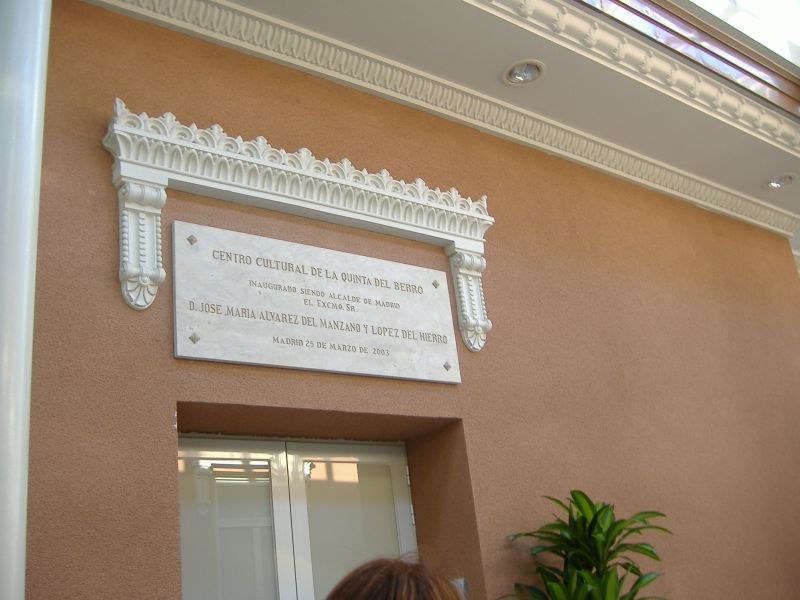 CENTRO CULTURAL DE LA QUINTA DEL BERRO
INAUGURADO SIENDO ALCALDE DE MADRID
EL EXCMO. SR.
D. JOSE MARIA ALVAREZ DEL MANZANO Y LOPEZ DEL HIERRO
MADRID 25 DE MARZO DE 2003